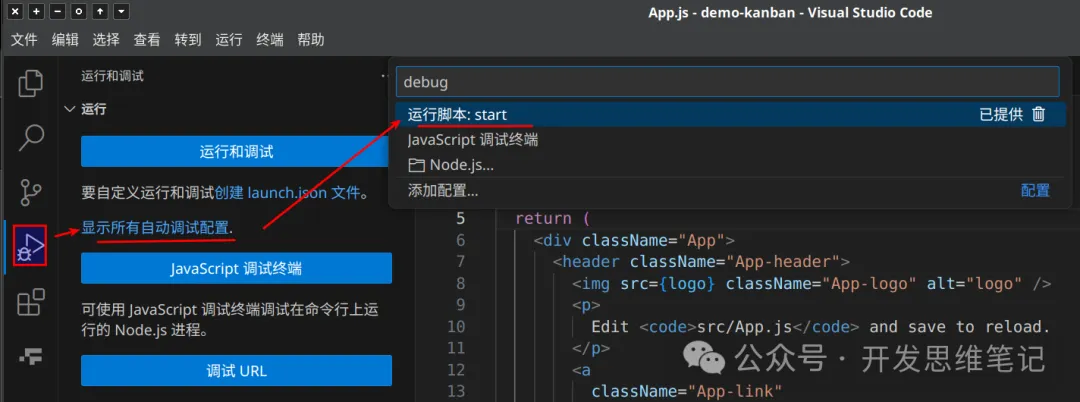 App.js - demo-kanban - Visual Studio Code
文件 编辑 选择 查看 转到 运行 终端 帮助
运行和调试
运行
运行和调试
要自定义运行和调试创建 launch.json 文件。
显示所有自动调试配置.
JavaScript 调试终端
可使用 JavaScript 调试终端调试在命令行上运
行的 Node.js 进程。
调试 URL
debug
运行脚本: start 已提供
JavaScript 调试终端
Node.js...
添加配置... 配置
5 return (
6 <div className="App">
7 <header className="App-header">
8 <img src={logo} className="App-logo" alt="logo" />
9 <p>
10 Edit <code>src/App.js</code> and save to reload.
11 </p>
12 <a
13 className="App-link"
公众号 · 开发思维笔记